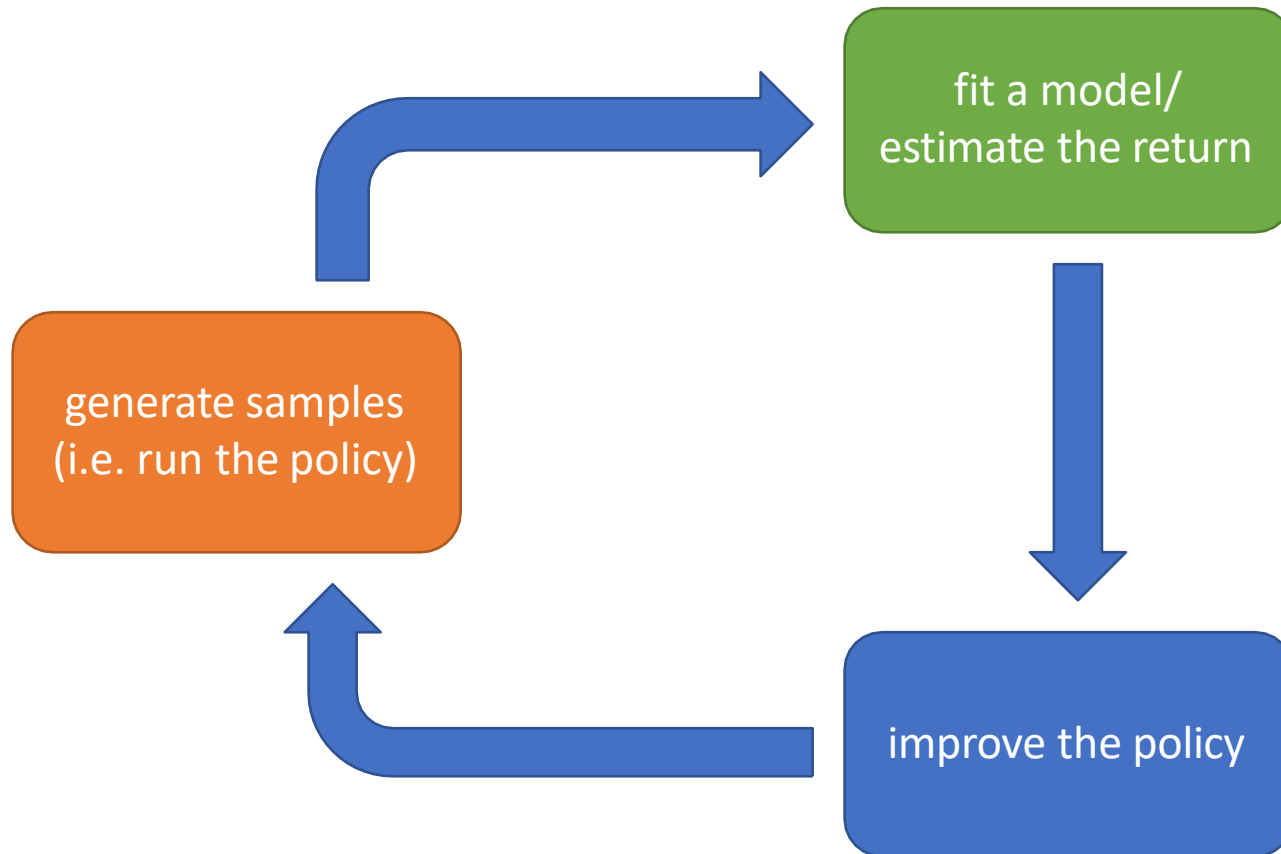 fit a model/
estimate the return
generate samples
(i.e. run the policy)
improve the policy